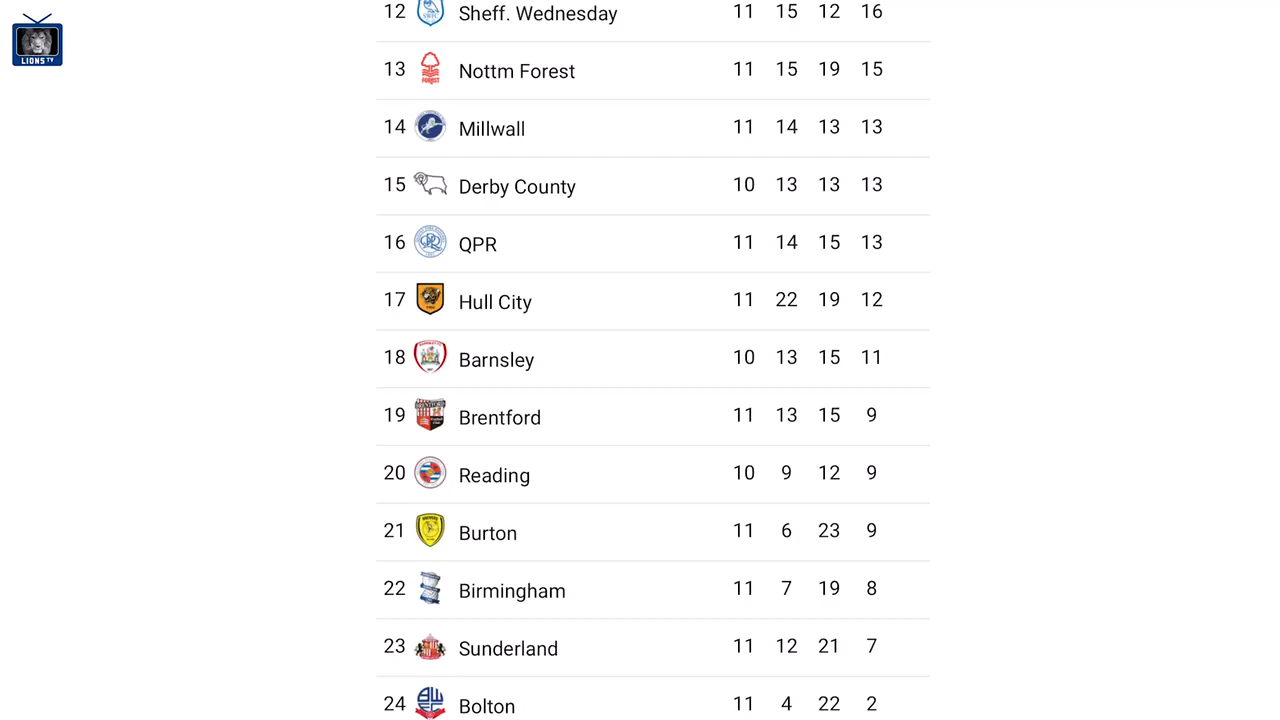 LIONS TV
12 Sheff. Wednesday 11 15 12 16
13 Nottm Forest 11 15 19 15
14 Millwall 11 14 13 13
15 Derby County 10 13 13 13
16 QPR 11 14 15 13
17 Hull City 11 22 19 12
18 Barnsley 10 13 15 11
19 Brentford 11 13 15 9
20 Reading 10 9 12 9
21 Burton 11 6 23 9
22 Birmingham 11 7 19 8
23 Sunderland 11 12 21 7
24 Bolton 11 4 22 2